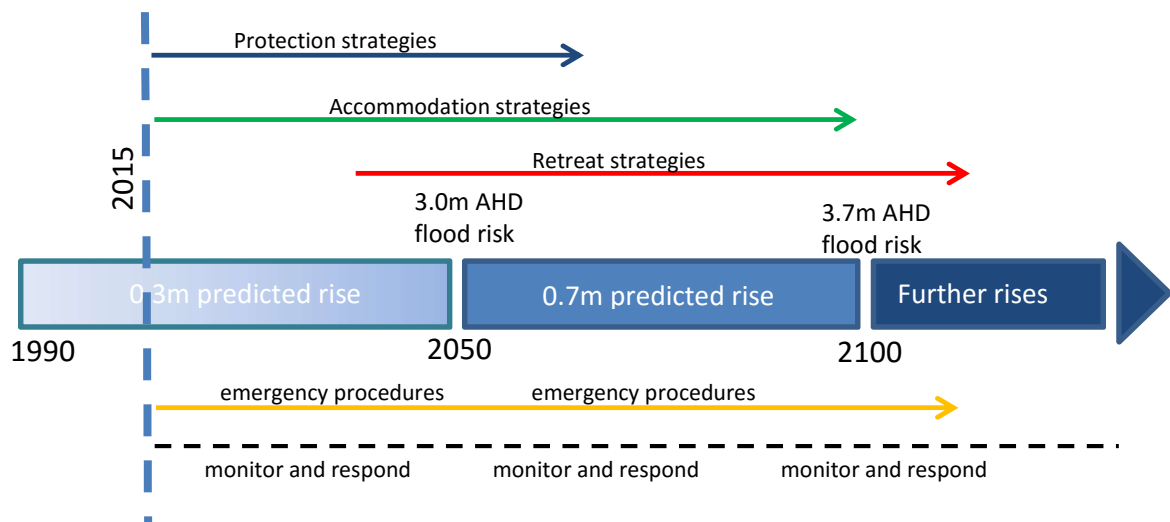 Protection strategies
Accommodation strategies
Retreat strategies
2015
3.0m AHD
flood risk
3.7m AHD
flood risk
0.3m predicted rise
0.7m predicted rise
Further rises
1990
2050
2100
emergency procedures
emergency procedures
monitor and respond
monitor and respond
monitor and respond